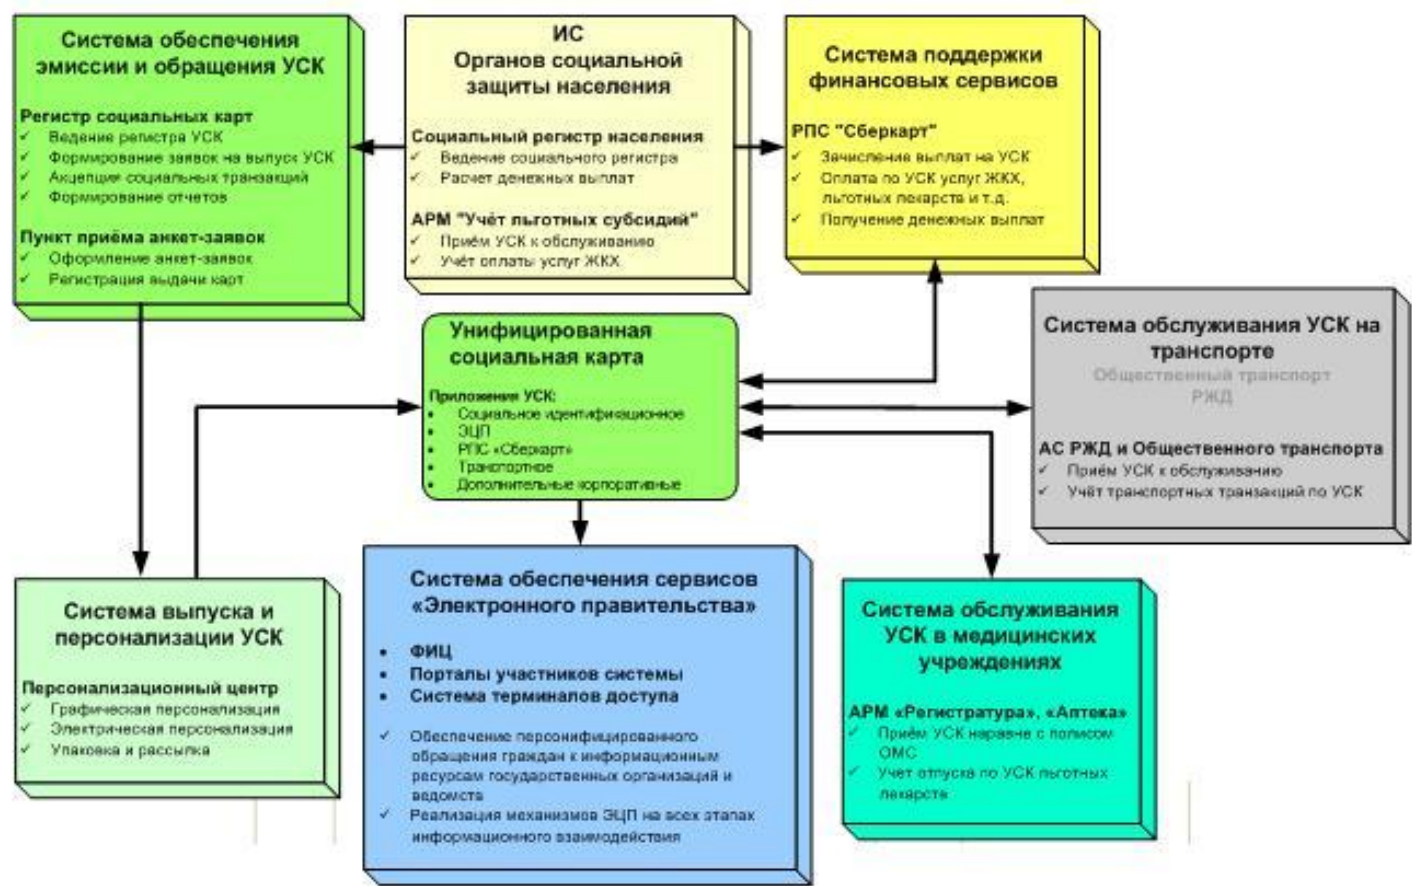 Система обеспечения
эмиссии и обращения УСК
Регистр социальных карт
✓ Ведение регистра УСК
✓ Формирование заявок на выпуск УСК
✓ Акцепция социальных транзакций
✓ Формирование отчетов
Пункт приёма анкет-заявок
✓ Оформление анкет-заявок
✓ Регистрация выдачи карт
ИС
Органов социальной
защиты населения
Социальный регистр населения
✓ Ведение социального регистра
✓ Расчет денежных выплат
АРМ "Учёт льготных субсидий"
✓ Приём УСК к обслуживанию
✓ Учёт оплаты услуг ЖКХ
Система поддержки
финансовых сервисов
РПС "Сберкарт"
✓ Зачисление выплат на УСК
✓ Оплата по УСК услуг ЖКХ,
льготных лекарств и т.д.
✓ Получение денежных выплат
Унифицированная
социальная карта
Приложения УСК:
• Социальное идентификационное
• ЭЦП
• РПС «Сберкарт»
• Транспортное
• Дополнительные корпоративные
Система обслуживания УСК на
транспорте
Общественный транспорт
РЖД
АС РЖД и Общественного транспорта
✓ Приём УСК к обслуживанию
✓ Учёт транспортных транзакций по УСК
Система выпуска и
персонализации УСК
Персонализационный центр
✓ Графическая персонализация
✓ Электрическая персонализация
✓ Упаковка и рассылка
Система обеспечения сервисов
«Электронного правительства»
• ФИЦ
• Порталы участников системы
• Система терминалов доступа
✓ Обеспечение персонифицированного
обращения граждан к информационным
ресурсам государственных организаций и
ведомств
✓ Реализация механизмов ЭЦП на всех этапах
информационного взаимодействия
Система обслуживания
УСК в медицинских
учреждениях
АРМ «Регистратура», «Аптека»
✓ Приём УСК наравне с полисом
ОМС
✓ Учет отпуска по УСК льготных
лекарств